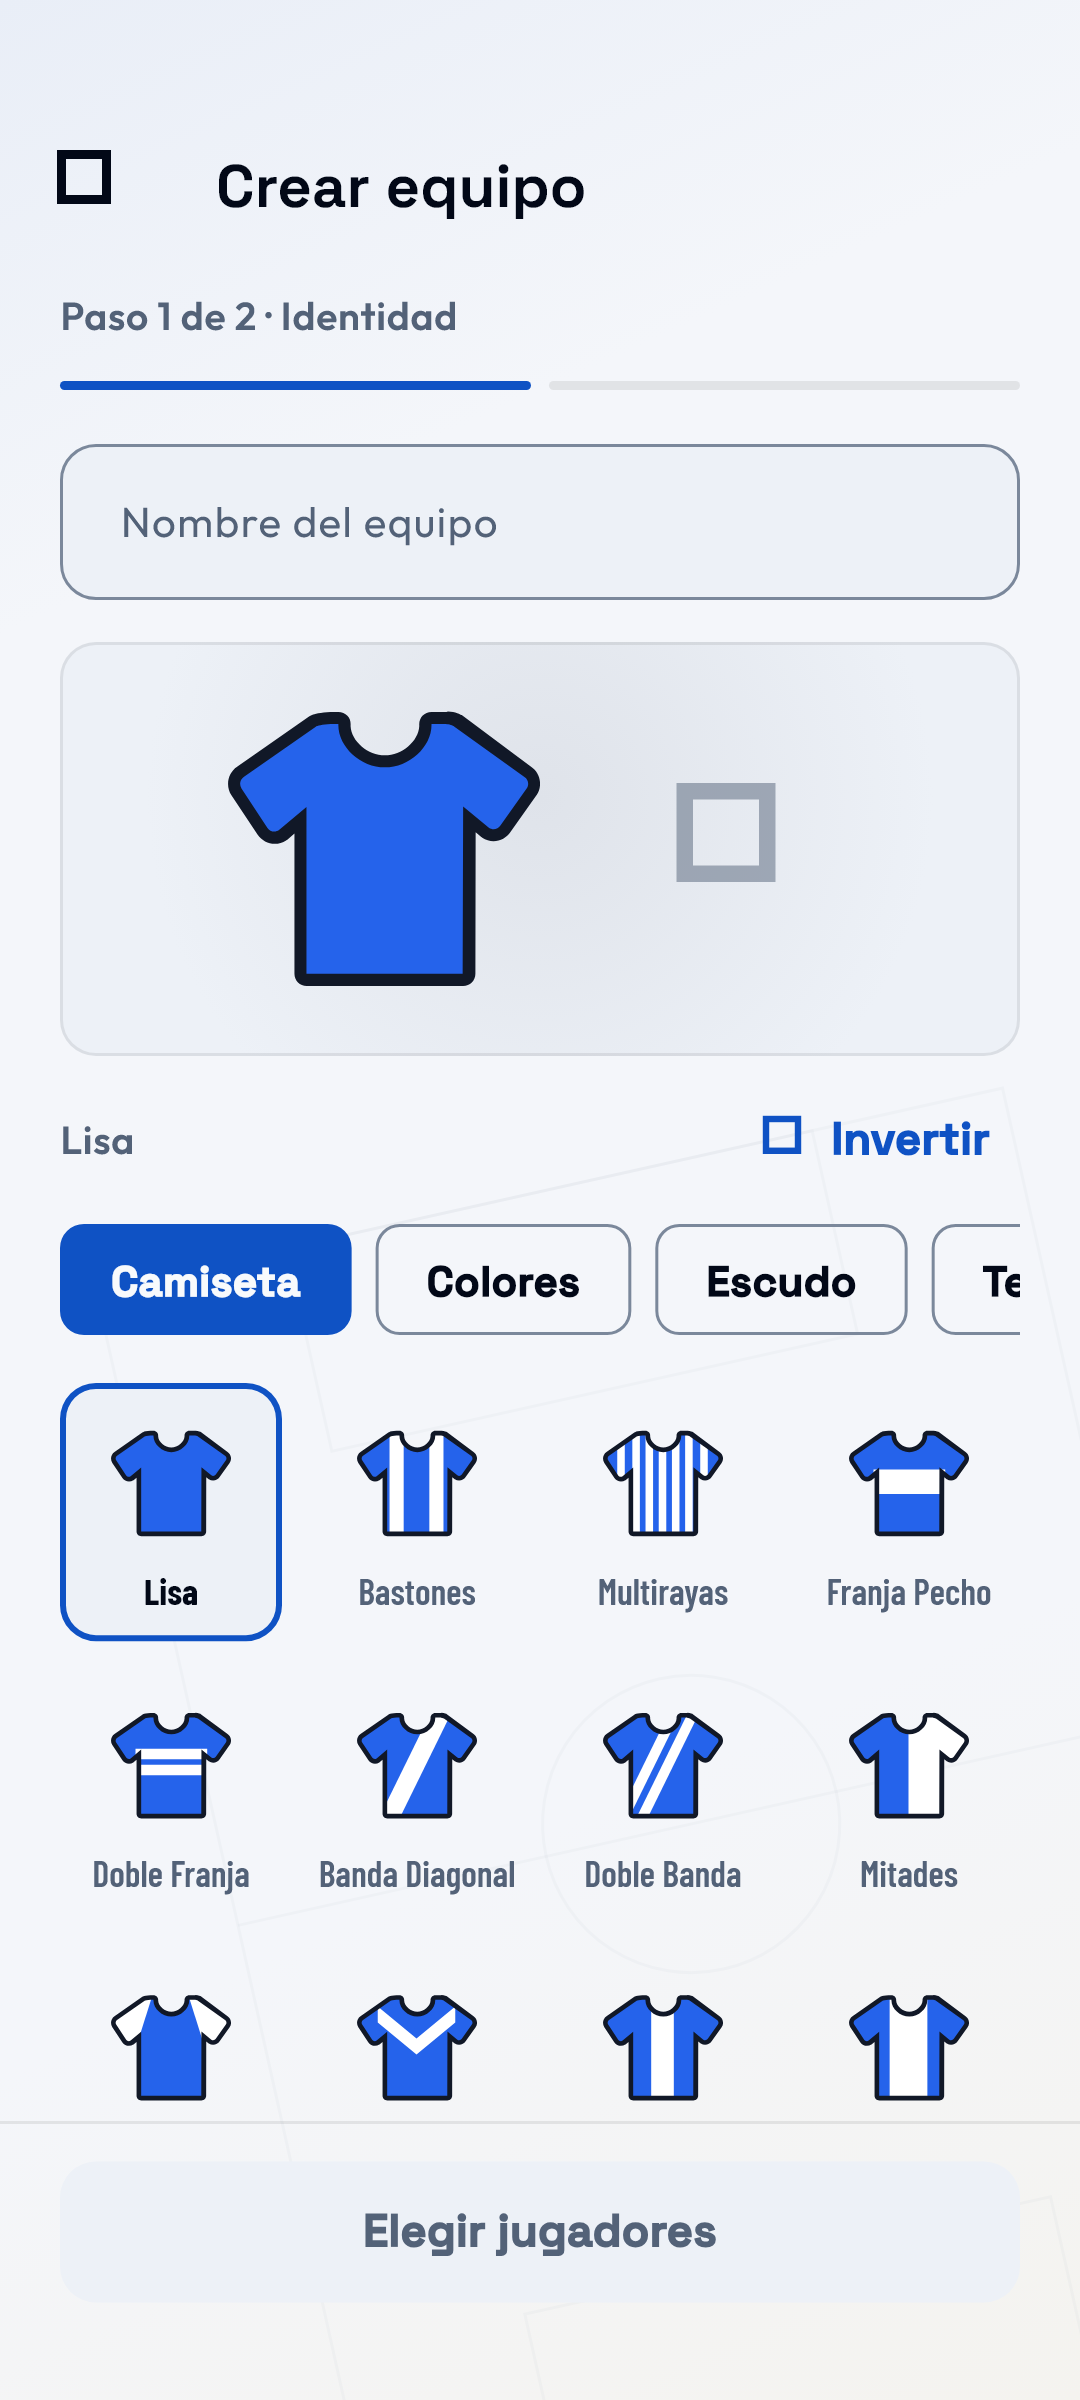 Crear equipo
Paso 1 de 2 · Identidad
Nombre del equipo
Lisa
Invertir
Camiseta
Colores
Escudo
Te
Lisa
Bastones
Multirayas
Franja Pecho
Doble Franja
Banda Diagonal
Doble Banda
Mitades
Elegir jugadores